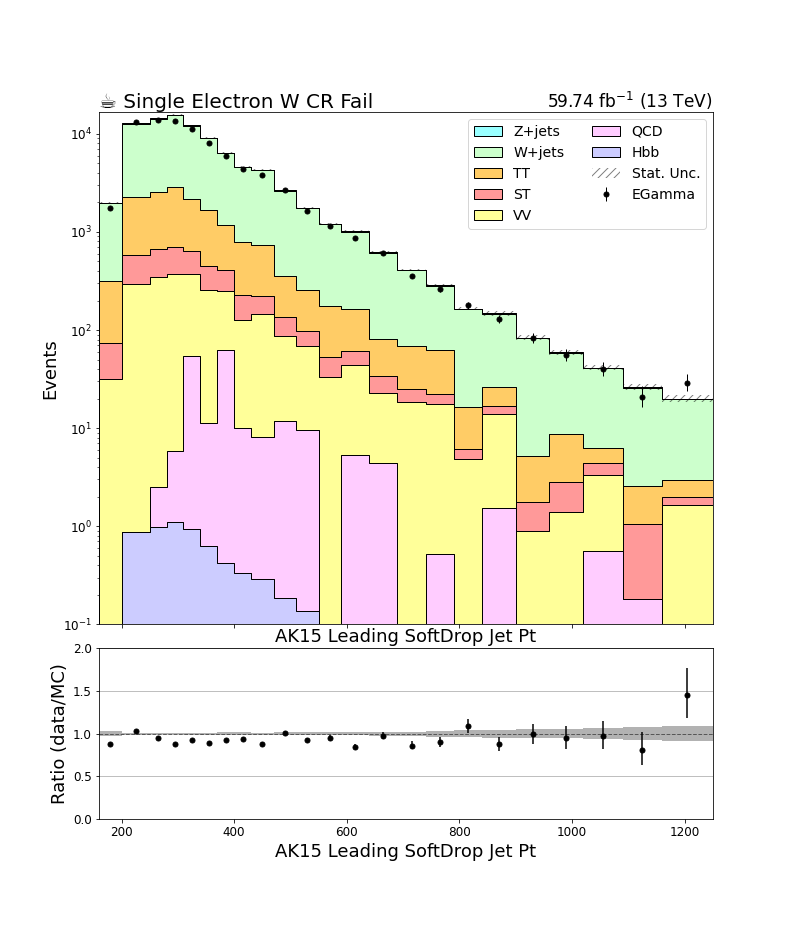 ☕ Single Electron W CR Fail
59.74 fb⁻¹ (13 TeV)
Z+jets
W+jets
TT
ST
VV
QCD
Hbb
Stat. Unc.
EGamma
Events
10⁴
10³
10²
10¹
10⁰
10⁻¹
AK15 Leading SoftDrop Jet Pt
Ratio (data/MC)
2.0
1.5
1.0
0.5
0.0
200 400 600 800 1000 1200
AK15 Leading SoftDrop Jet Pt